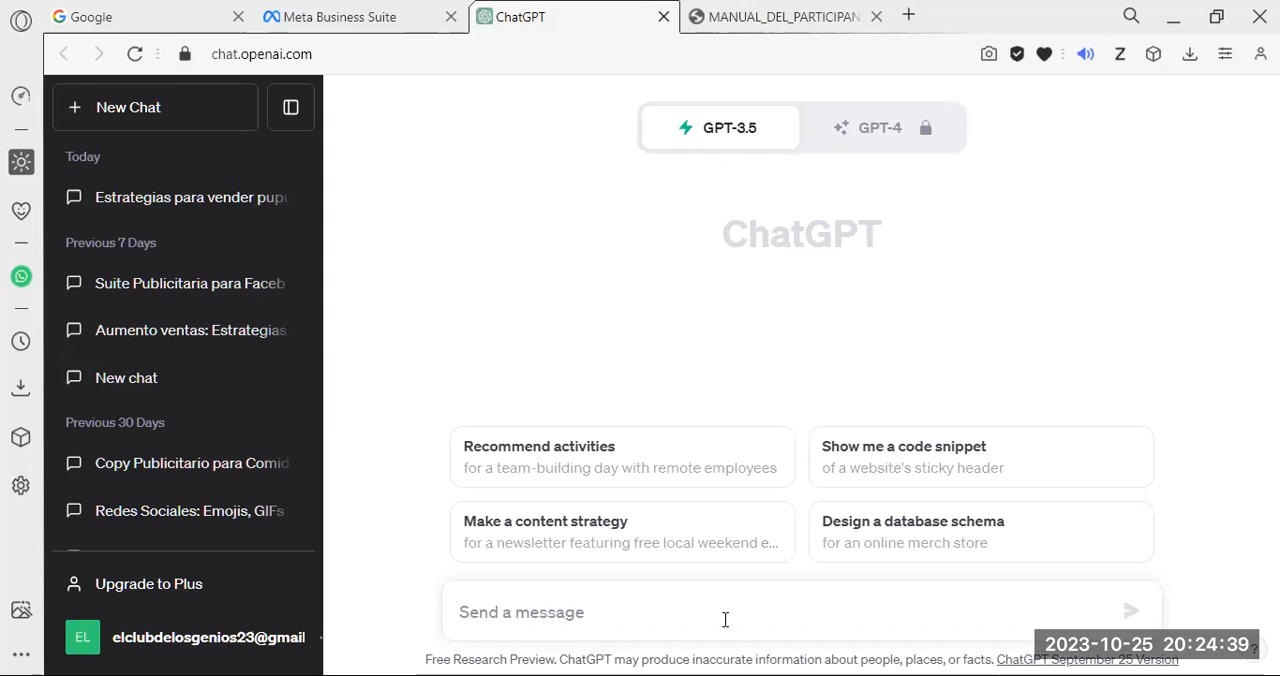 Google
Meta Business Suite
ChatGPT
MANUAL_DEL_PARTICIPAN
chat.openai.com
Z
New Chat
GPT-3.5
GPT-4
Today
Estrategias para vender pupu
Previous 7 Days
ChatGPT
Suite Publicitaria para Faceb
Aumento ventas: Estrategias
New chat
Previous 30 Days
Copy Publicitario para Comid
Redes Sociales: Emojis, GIFs
Recommend activities
for a team-building day with remote employees
Show me a code snippet
of a website's sticky header
Make a content strategy
for a newsletter featuring free local weekend e...
Design a database schema
for an online merch store
Upgrade to Plus
EL
elclubdelosgenios23@gmail
Send a message
2023-10-25 20:24:39
Free Research Preview. ChatGPT may produce inaccurate information about people, places, or facts. ChatGPT September 25 Version